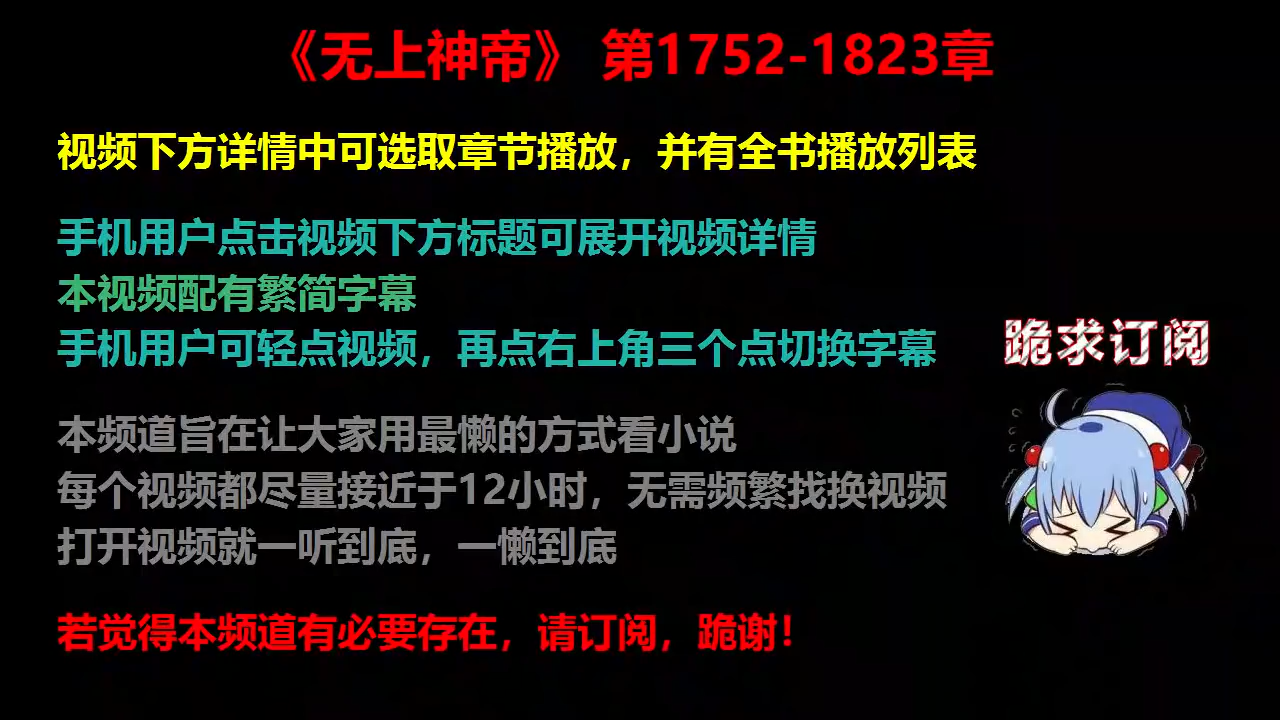 《无上神帝》 第1752-1823章
视频下方详情中可选取章节播放，并有全书播放列表
手机用户点击视频下方标题可展开视频详情
本视频配有繁简字幕
手机用户可轻点视频，再点右上角三个点切换字幕
跪求订阅
本频道旨在让大家用最懒的方式看小说
每个视频都尽量接近于12小时，无需频繁找换视频
打开视频就一听到底，一懒到底
若觉得本频道有必要存在，请订阅，跪谢！